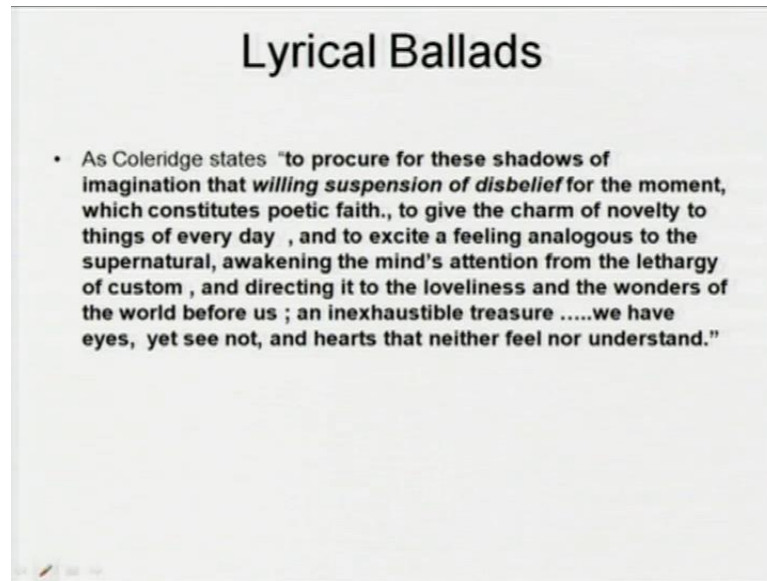 Lyrical Ballads
• As Coleridge states "to procure for these shadows of
imagination that willing suspension of disbelief for the moment,
which constitutes poetic faith., to give the charm of novelty to
things of every day , and to excite a feeling analogous to the
supernatural, awakening the mind's attention from the lethargy
of custom , and directing it to the loveliness and the wonders of
the world before us ; an inexhaustible treasure .....we have
eyes, yet see not, and hearts that neither feel nor understand."